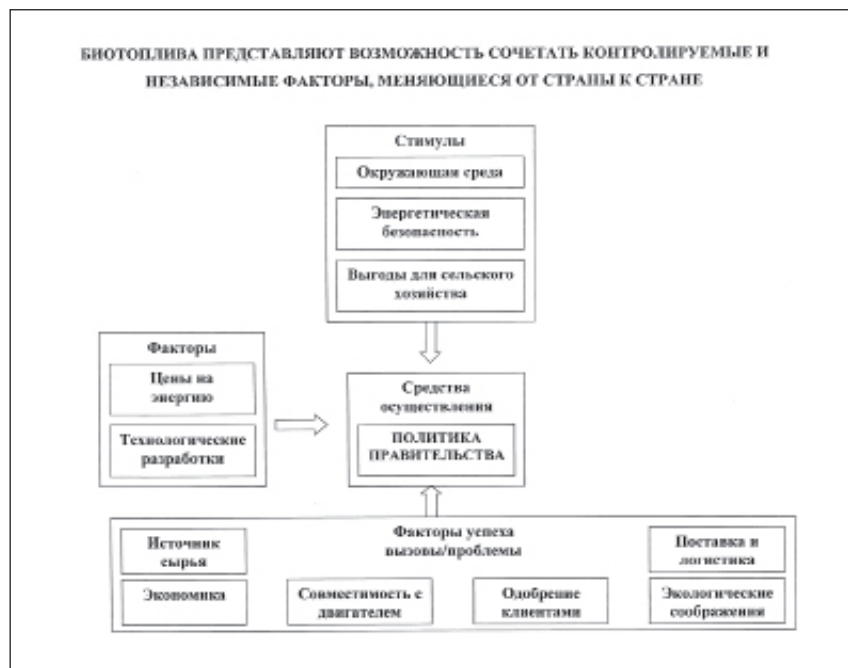 БИОТОПЛИВА ПРЕДСТАВЛЯЮТ ВОЗМОЖНОСТЬ СОЧЕТАТЬ КОНТРОЛИРУЕМЫЕ И
НЕЗАВИСИМЫЕ ФАКТОРЫ, МЕНЯЮЩИЕСЯ ОТ СТРАНЫ К СТРАНЕ
Стимулы
Окружающая среда
Энергетическая
безопасность
Выгоды для сельского
хозяйства
Факторы
Цены на
энергию
Технологические
разработки
Средства
осуществления
ПОЛИТИКА
ПРАВИТЕЛЬСТВА
Факторы успеха
вызовы/проблемы
Источник
сырья
Поставка и
логистика
Экономика
Совместимость с
двигателем
Одобрение
клиентами
Экологические
соображения